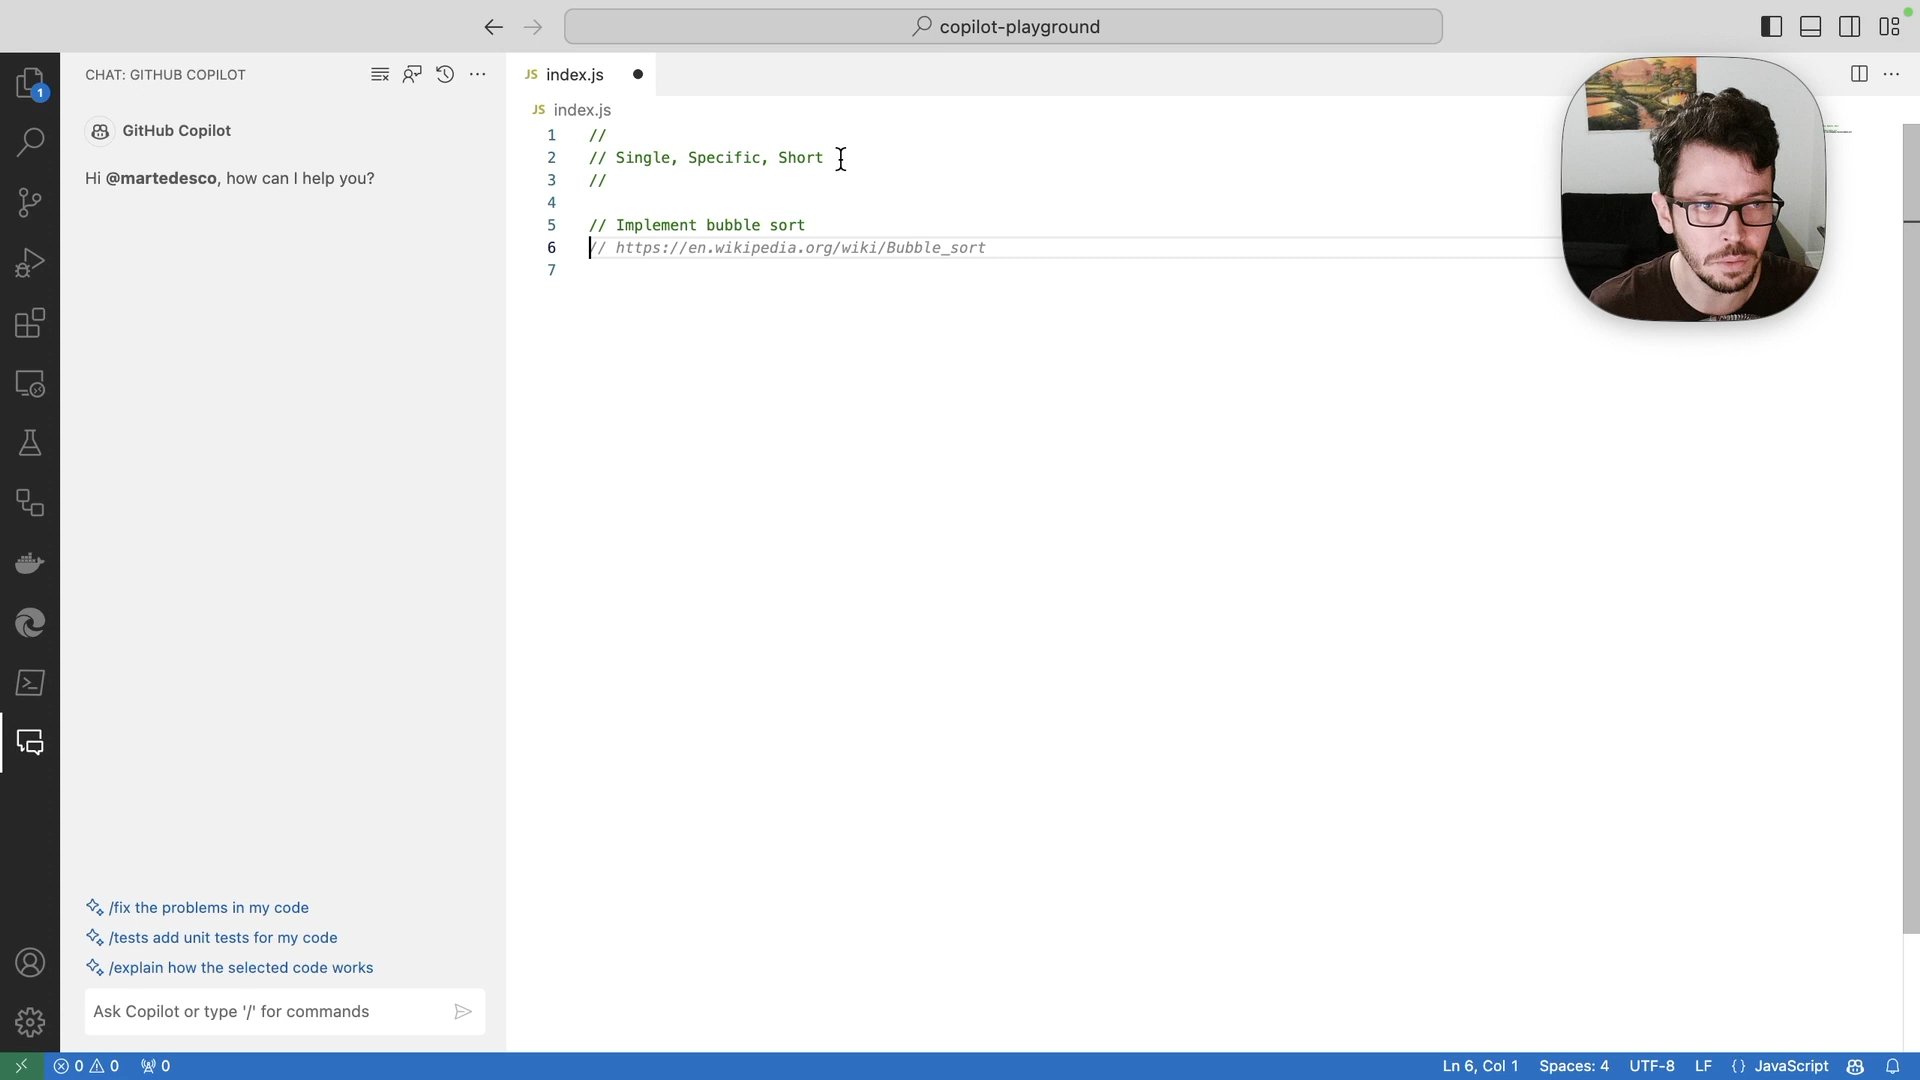 copilot-playground
CHAT: GITHUB COPILOT
1
GitHub Copilot
Hi @martedesco, how can I help you?
/fix the problems in my code
/tests add unit tests for my code
/explain how the selected code works
Ask Copilot or type '/' for commands
JS index.js
JS index.js
1 //
2 // Single, Specific, Short
3 //
4
5 // Implement bubble sort
6 // https://en.wikipedia.org/wiki/Bubble_sort
7
0 0 0 Ln 6, Col 1 Spaces: 4 UTF-8 LF {} JavaScript